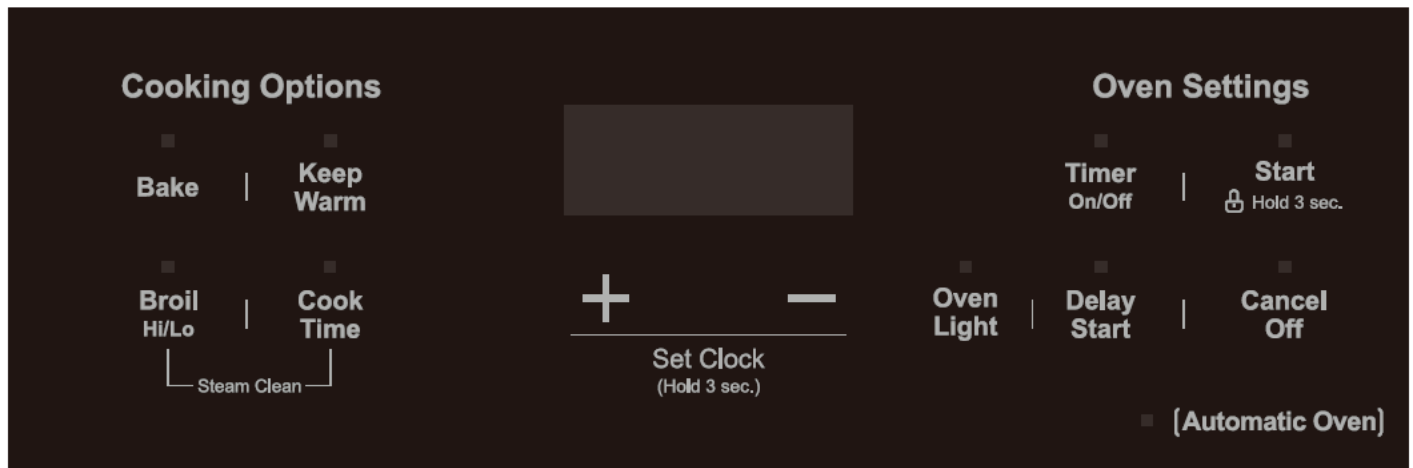 Cooking Options
Bake
Keep
Warm
Broil
Hi/Lo
Cook
Time
Steam Clean
+ −
Set Clock
(Hold 3 sec.)
Oven Settings
Timer
On/Off
Start
Hold 3 sec.
Oven
Light
Delay
Start
Cancel
Off
(Automatic Oven)